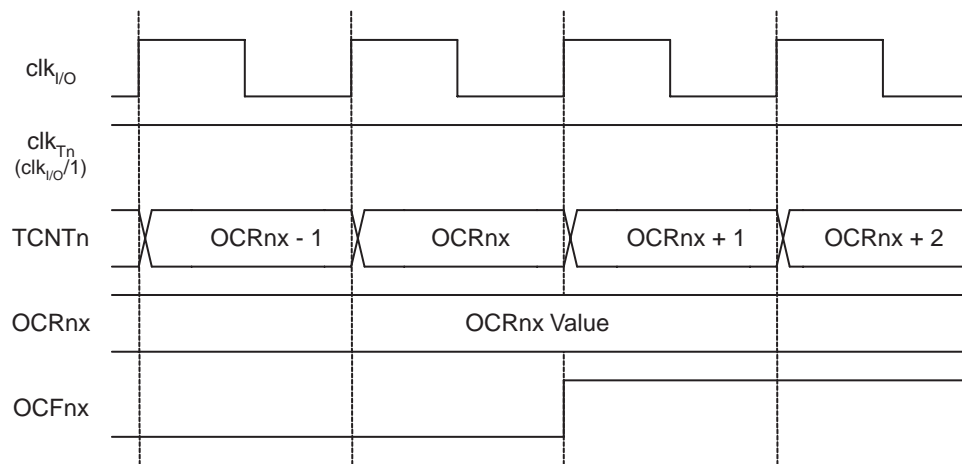 clkI/O
clkTn
(clkI/O/1)
TCNTn OCRnx - 1 OCRnx OCRnx + 1 OCRnx + 2
OCRnx OCRnx Value
OCFnx